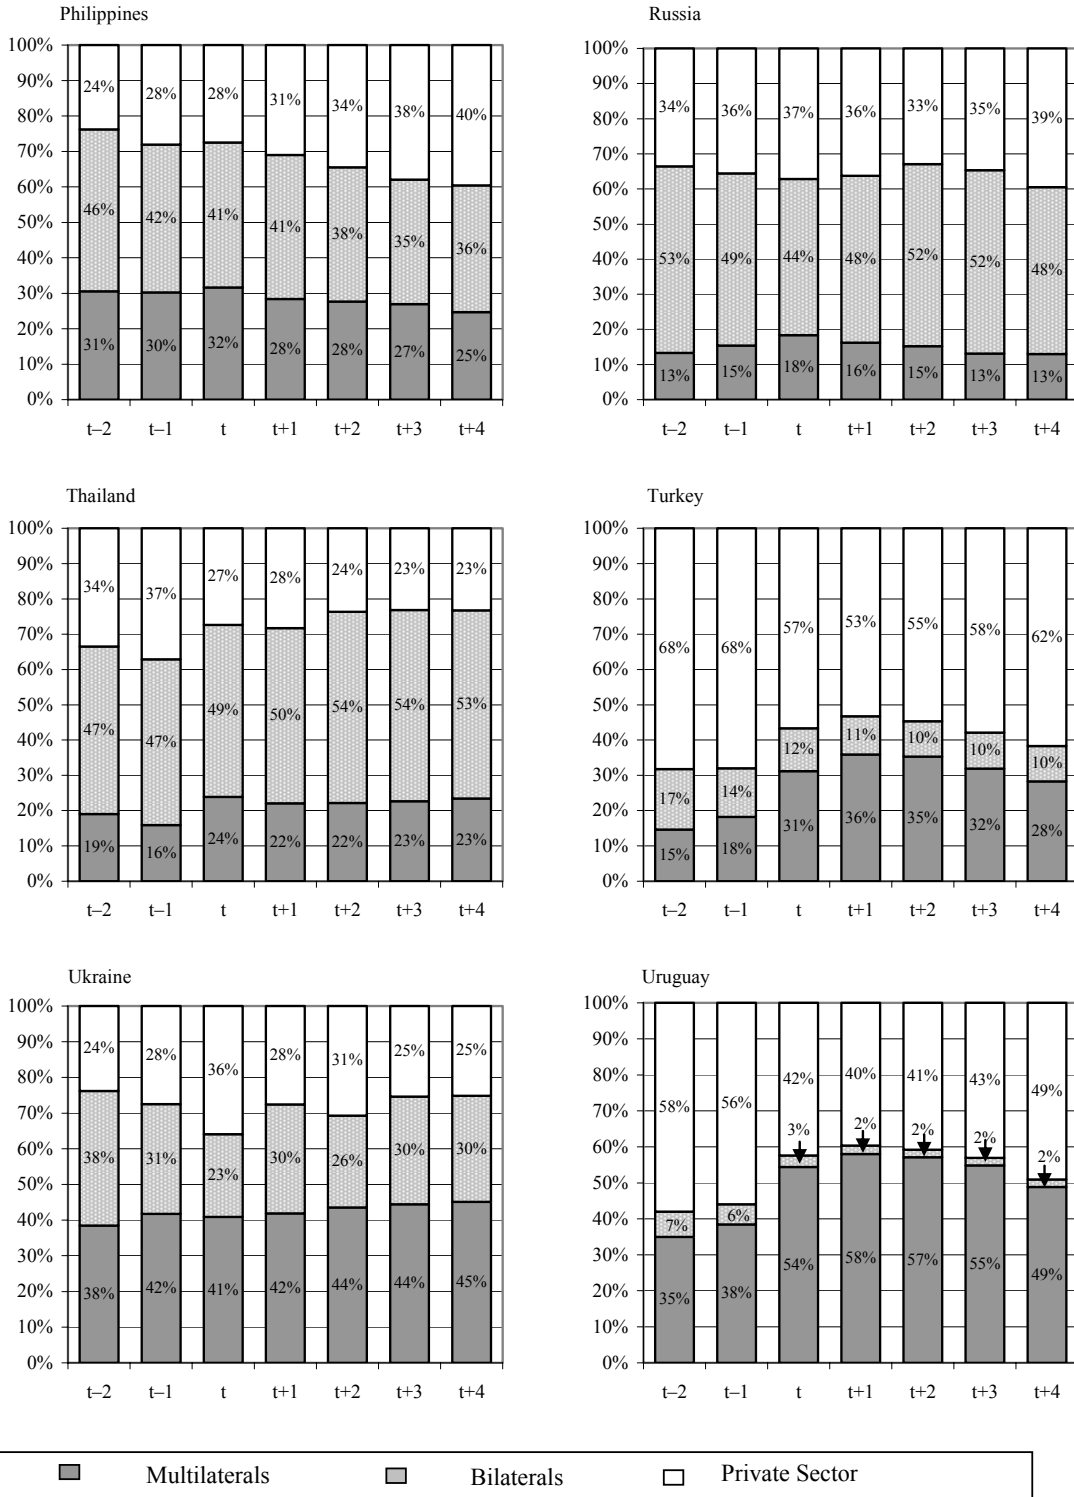 Philippines
100%
90%
80%
70%
60%
50%
40%
30%
20%
10%
0%
24% 28% 28% 31% 34% 38% 40%
46% 42% 41% 41% 38% 35% 36%
31% 30% 32% 28% 28% 27% 25%
t–2 t–1 t t+1 t+2 t+3 t+4
Russia
100%
90%
80%
70%
60%
50%
40%
30%
20%
10%
0%
34% 36% 37% 36% 33% 35% 39%
53% 49% 44% 48% 52% 52% 48%
13% 15% 18% 16% 15% 13% 13%
t–2 t–1 t t+1 t+2 t+3 t+4
Thailand
100%
90%
80%
70%
60%
50%
40%
30%
20%
10%
0%
34% 37% 27% 28% 24% 23% 23%
47% 47% 49% 50% 54% 54% 53%
19% 16% 24% 22% 22% 23% 23%
t–2 t–1 t t+1 t+2 t+3 t+4
Turkey
100%
90%
80%
70%
60%
50%
40%
30%
20%
10%
0%
68% 68% 57% 53% 55% 58% 62%
17% 14% 12% 11% 10% 10% 10%
15% 18% 31% 36% 35% 32% 28%
t–2 t–1 t t+1 t+2 t+3 t+4
Ukraine
100%
90%
80%
70%
60%
50%
40%
30%
20%
10%
0%
24% 28% 36% 28% 31% 25% 25%
38% 31% 23% 30% 26% 30% 30%
38% 42% 41% 42% 44% 44% 45%
t–2 t–1 t t+1 t+2 t+3 t+4
Uruguay
100%
90%
80%
70%
60%
50%
40%
30%
20%
10%
0%
58% 56% 42% 40% 41% 43% 49%
7% 6% 3% 2% 2% 2% 2%
35% 38% 54% 58% 57% 55% 49%
t–2 t–1 t t+1 t+2 t+3 t+4
Multilaterals Bilaterals Private Sector